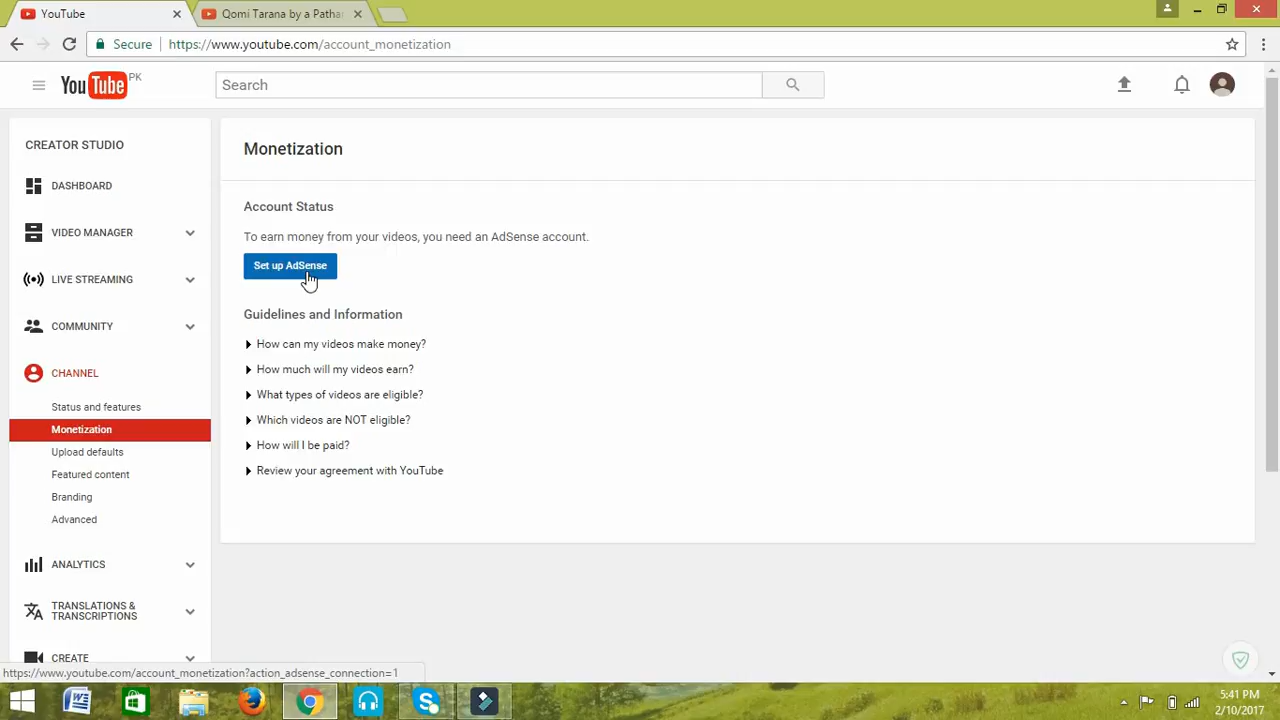 YouTube
Qomi Tarana by a Pathan
Secure
https://www.youtube.com/account_monetization
YouTube PK
Search
CREATOR STUDIO
DASHBOARD
VIDEO MANAGER
LIVE STREAMING
COMMUNITY
CHANNEL
Status and features
Monetization
Upload defaults
Featured content
Branding
Advanced
ANALYTICS
TRANSLATIONS &
TRANSCRIPTIONS
CREATE
Monetization
Account Status
To earn money from your videos, you need an AdSense account.
Set up AdSense
Guidelines and Information
How can my videos make money?
How much will my videos earn?
What types of videos are eligible?
Which videos are NOT eligible?
How will I be paid?
Review your agreement with YouTube
https://www.youtube.com/account_monetization?action_adsense_connection=1
5:41 PM
2/10/2017